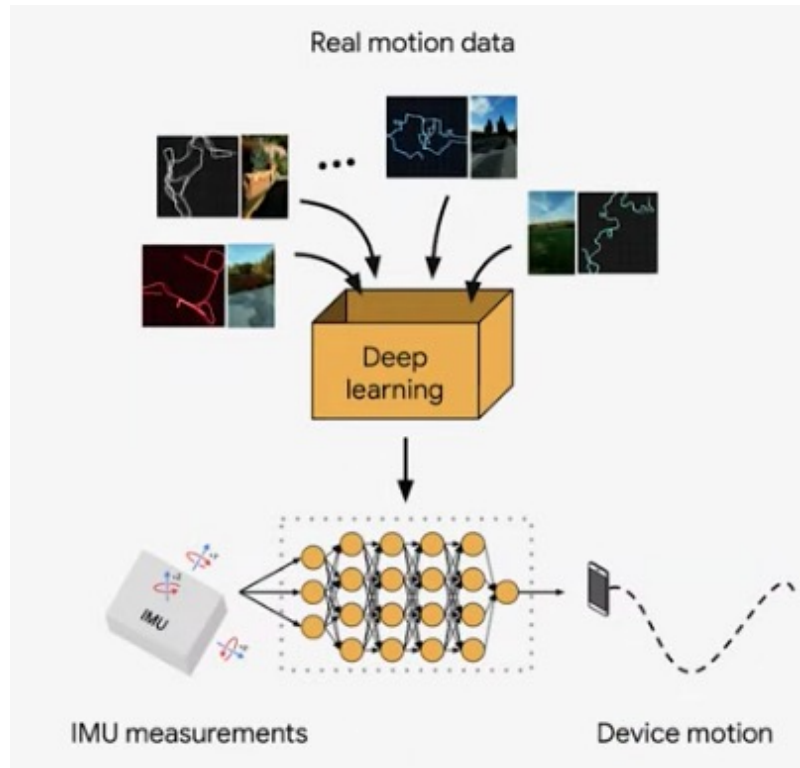 Real motion data
Deep
learning
IMU
IMU measurements
Device motion